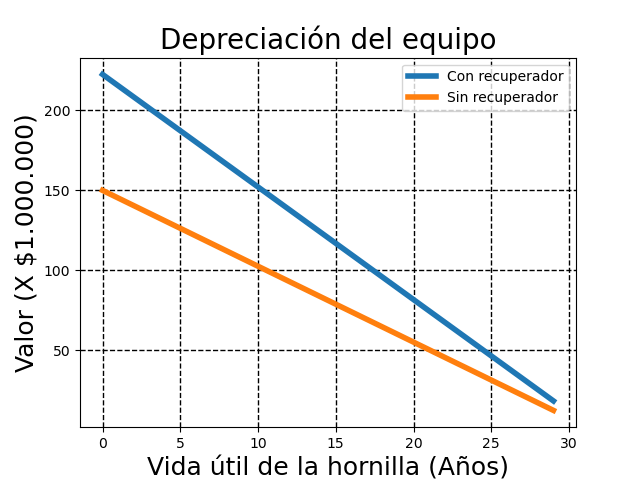 Depreciación del equipo
Con recuperador
Sin recuperador
Valor (X $1.000.000)
200
150
100
50
0 5 10 15 20 25 30
Vida útil de la hornilla (Años)